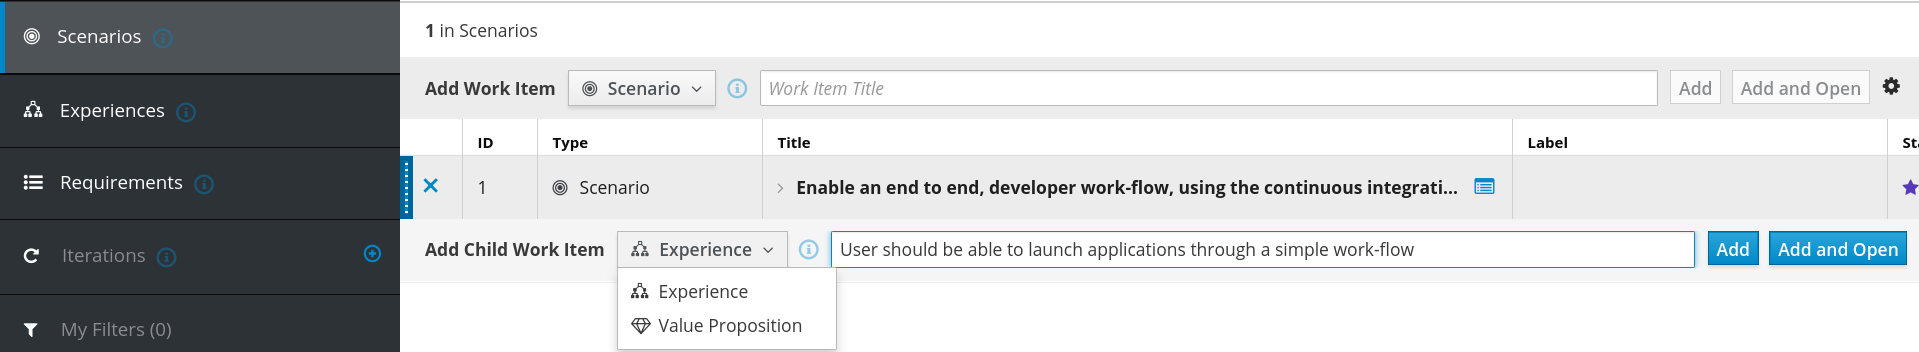 Scenarios
Experiences
Requirements
Iterations
My Filters (0)
1 in Scenarios
Add Work Item Scenario Work Item Title Add Add and Open
ID Type Title Label St
1 Scenario Enable an end to end, developer work-flow, using the continuous integrati...
Add Child Work Item Experience User should be able to launch applications through a simple work-flow Add Add and Open
Experience
Value Proposition